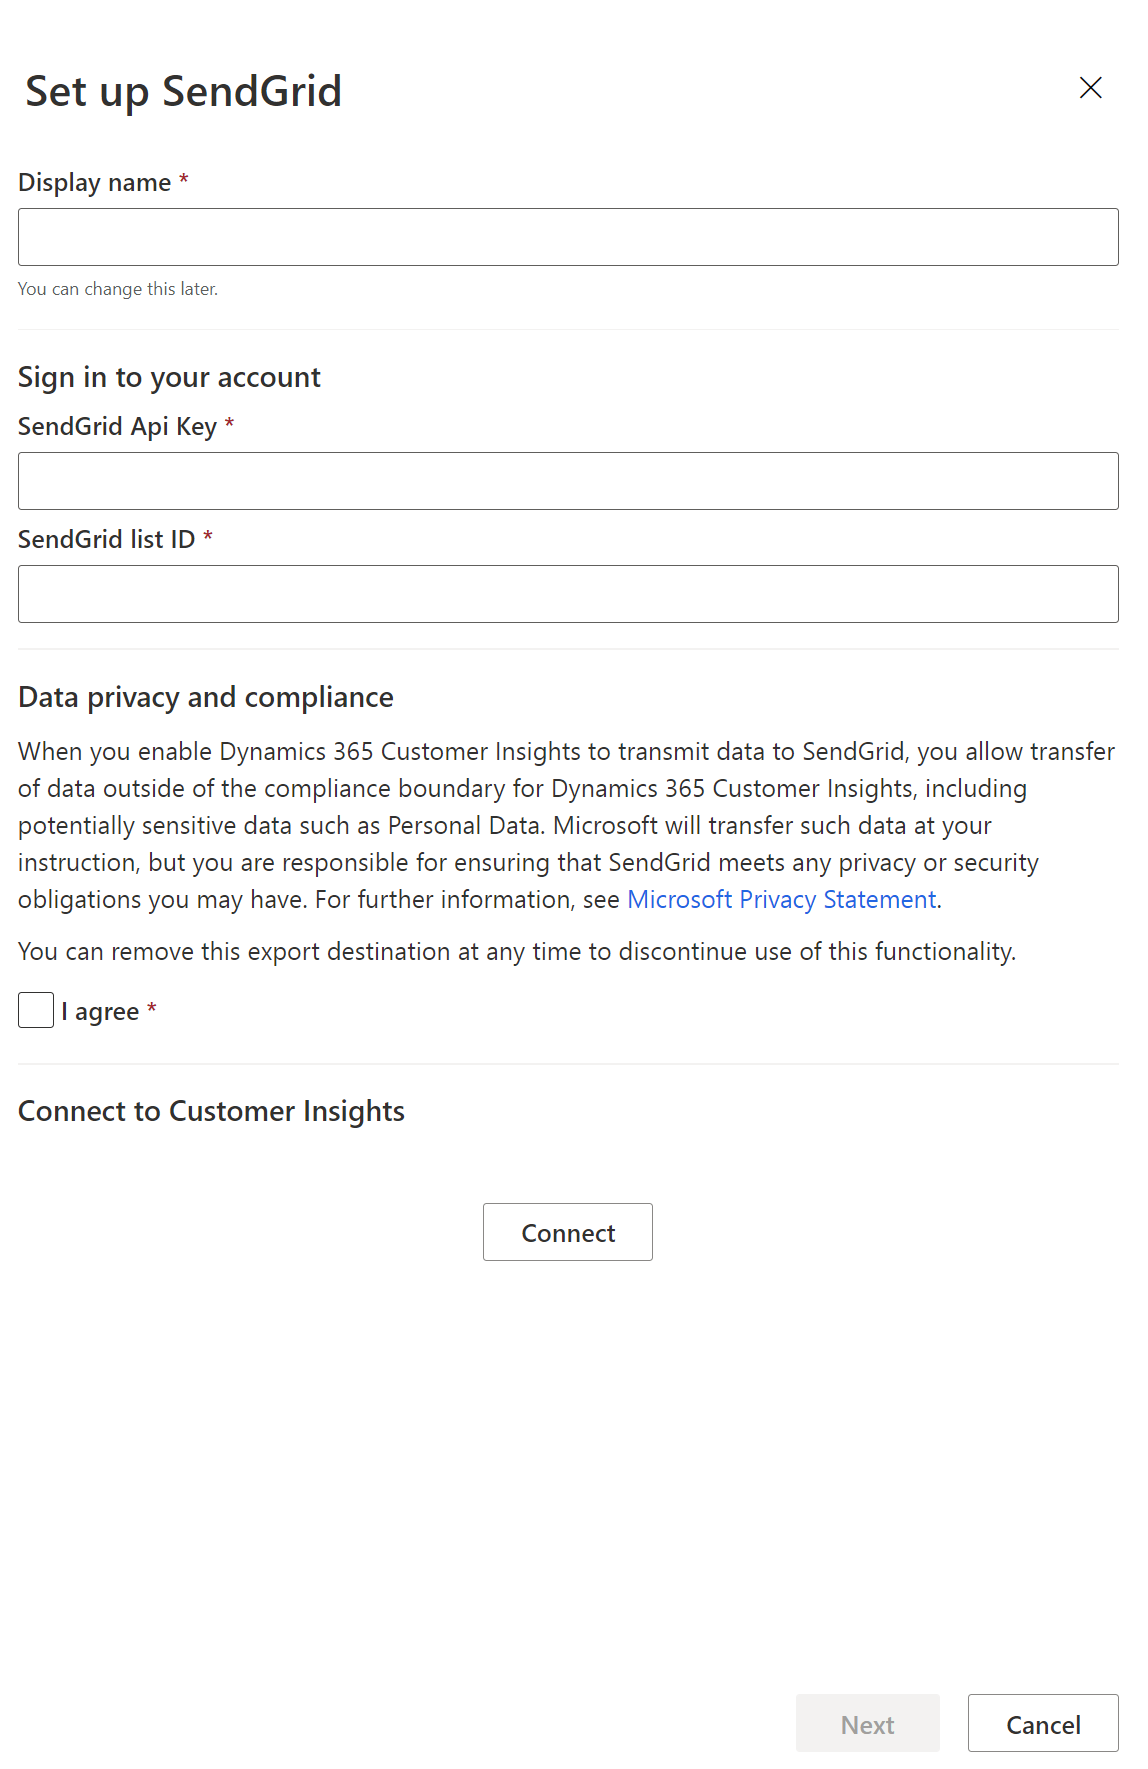 Set up SendGrid
Display name *
You can change this later.
Sign in to your account
SendGrid Api Key *
SendGrid list ID *
Data privacy and compliance
When you enable Dynamics 365 Customer Insights to transmit data to SendGrid, you allow transfer
of data outside of the compliance boundary for Dynamics 365 Customer Insights, including
potentially sensitive data such as Personal Data. Microsoft will transfer such data at your
instruction, but you are responsible for ensuring that SendGrid meets any privacy or security
obligations you may have. For further information, see Microsoft Privacy Statement.
You can remove this export destination at any time to discontinue use of this functionality.
I agree *
Connect to Customer Insights
Connect
Next
Cancel